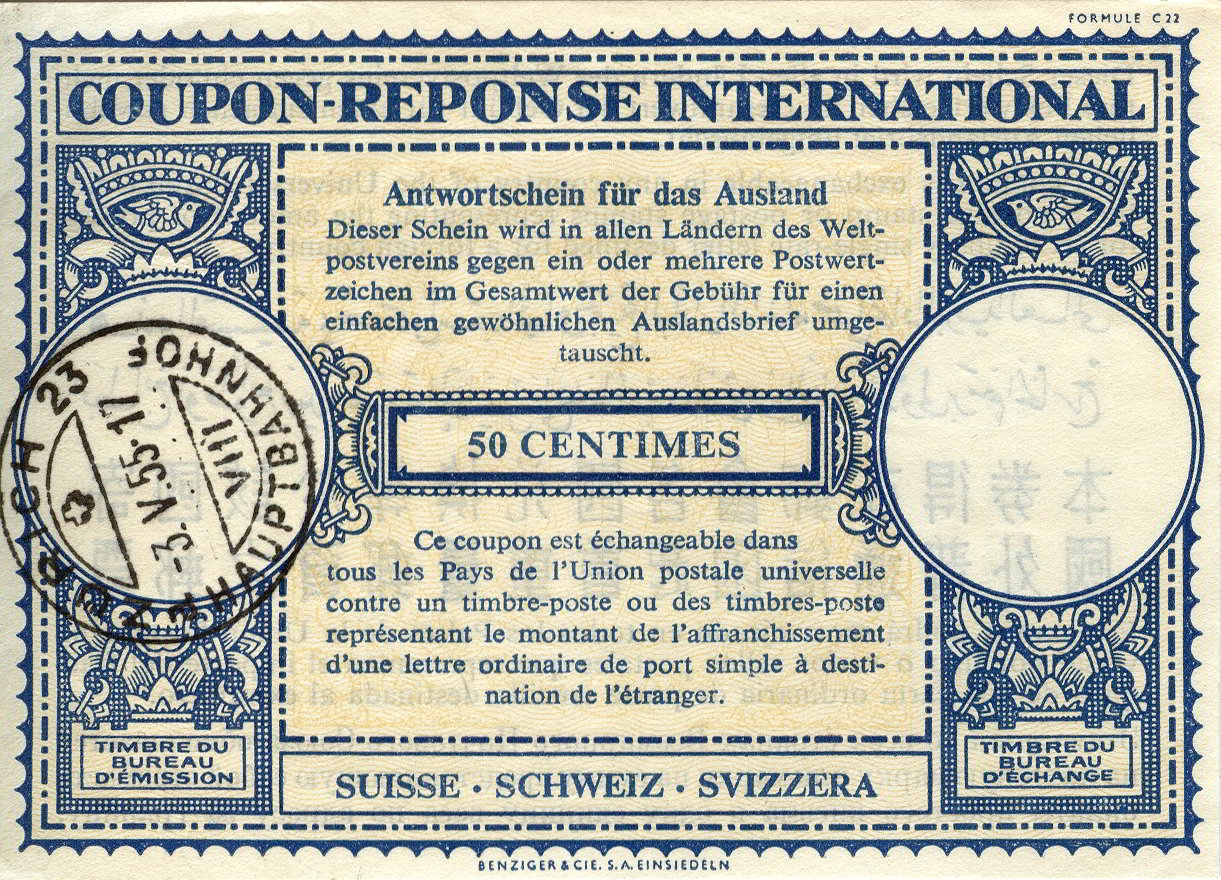 FORMULE C 22
COUPON-REPONSE INTERNATIONAL
Antwortschein für das Ausland
Dieser Schein wird in allen Ländern des Welt-
postvereins gegen ein oder mehrere Postwert-
zeichen im Gesamtwert der Gebühr für einen
einfachen gewöhnlichen Auslandsbrief umge-
tauscht.
50 CENTIMES
Ce coupon est échangeable dans
tous les Pays de l'Union postale universelle
contre un timbre-poste ou des timbres-poste
représentant le montant de l'affranchissement
d'une lettre ordinaire de port simple à desti-
nation de l'étranger.
ZÜRICH 23
HAUPTBAHNHOF
-3. V. 55-17
VIII
TIMBRE DU
BUREAU
D'ÉMISSION
SUISSE · SCHWEIZ · SVIZZERA
TIMBRE DU
BUREAU
D'ÉCHANGE
BENZIGER & CIE. S. A. EINSIEDELN